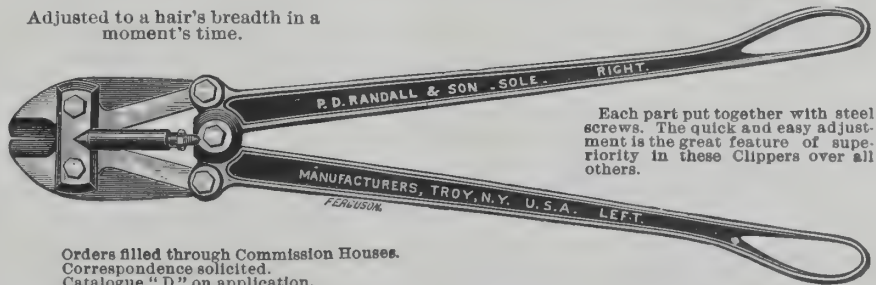 Adjusted to a hair's breadth in a
moment's time.
P. D. RANDALL & SON . SOLE . RIGHT.
Each part put together with steel
screws. The quick and easy adjust-
ment is the great feature of supe-
riority in these Clippers over all
others.
MANUFACTURERS, TROY, N.Y. U.S.A. LEFT.
FERGUSON.
Orders filled through Commission Houses.
Correspondence solicited.
Catalogue "D" on application.